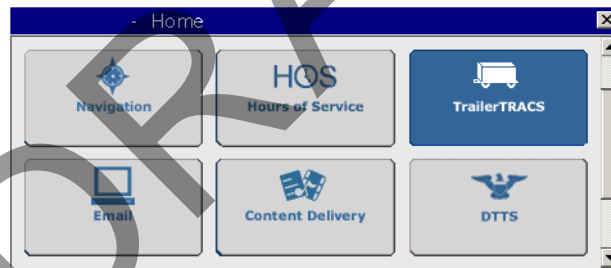 - Home
Navigation
HOS
Hours of Service
TrailerTRACS
Email
Content Delivery
DTTS